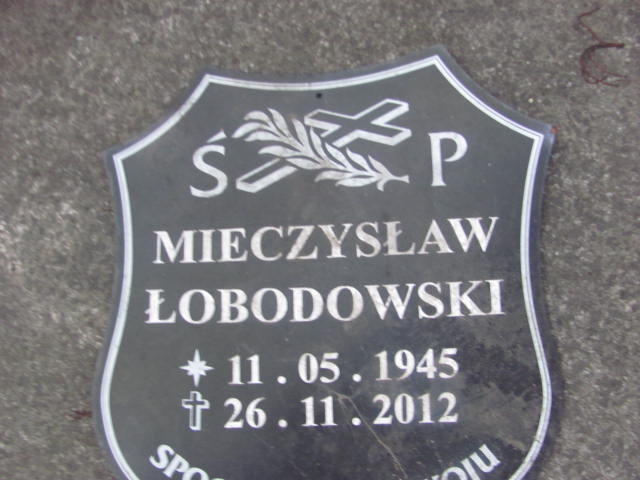 Ś P
MIECZYSŁAW
ŁOBODOWSKI
11.05.1945
26.11.2012